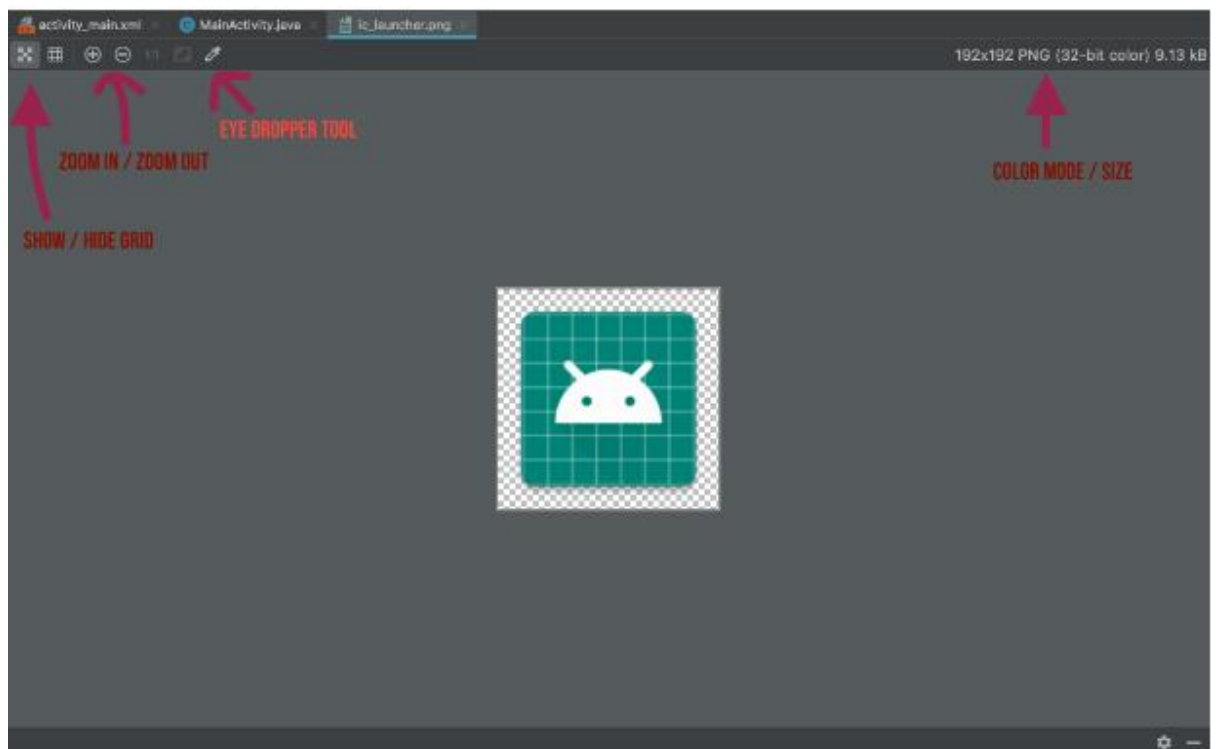 activity_main.xml MainActivity.java ic_launcher.png
192x192 PNG (32-bit color) 9.13 kB
EYE DROPPER TOOL
ZOOM IN / ZOOM OUT
COLOR MODE / SIZE
SHOW / HIDE GRID